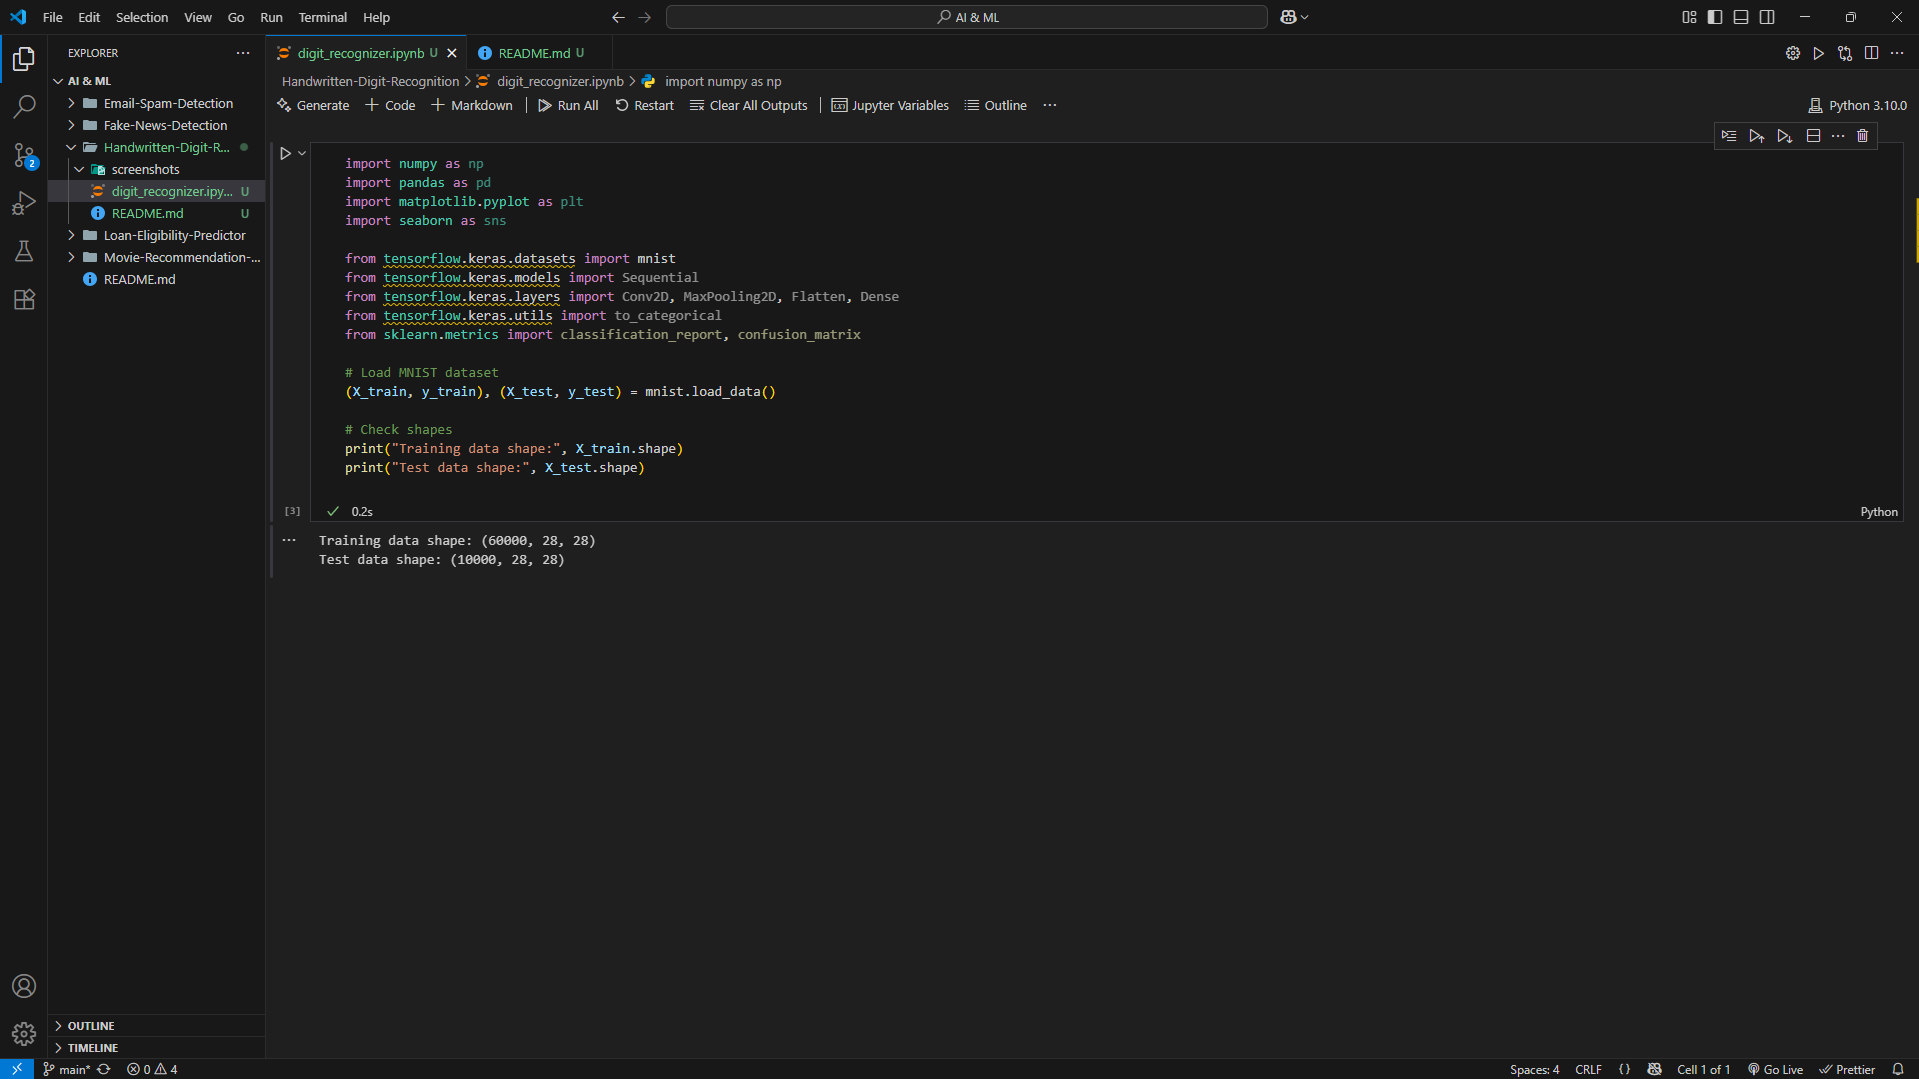 File Edit Selection View Go Run Terminal Help
AI & ML
EXPLORER
AI & ML
Email-Spam-Detection
Fake-News-Detection
Handwritten-Digit-R...
screenshots
digit_recognizer.ipy... U
README.md U
Loan-Eligibility-Predictor
Movie-Recommendation-...
README.md
OUTLINE
TIMELINE
2
digit_recognizer.ipynb U
README.md U
Handwritten-Digit-Recognition > digit_recognizer.ipynb > import numpy as np
Generate + Code + Markdown | Run All Restart Clear All Outputs | Jupyter Variables Outline ...
Python 3.10.0
import numpy as np
import pandas as pd
import matplotlib.pyplot as plt
import seaborn as sns
from tensorflow.keras.datasets import mnist
from tensorflow.keras.models import Sequential
from tensorflow.keras.layers import Conv2D, MaxPooling2D, Flatten, Dense
from tensorflow.keras.utils import to_categorical
from sklearn.metrics import classification_report, confusion_matrix
# Load MNIST dataset
(X_train, y_train), (X_test, y_test) = mnist.load_data()
# Check shapes
print("Training data shape:", X_train.shape)
print("Test data shape:", X_test.shape)
[3] ✓ 0.2s
Python
Training data shape: (60000, 28, 28)
Test data shape: (10000, 28, 28)
main* 0 4
Spaces: 4 CRLF {} Cell 1 of 1 Go Live Prettier